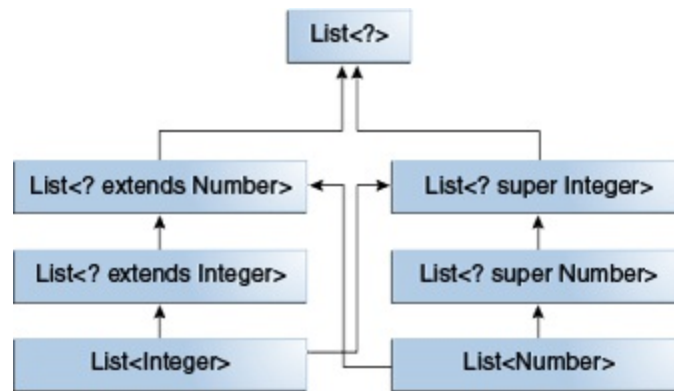 List<?>
List<? extends Number>
List<? super Integer>
List<? extends Integer>
List<? super Number>
List<Integer>
List<Number>